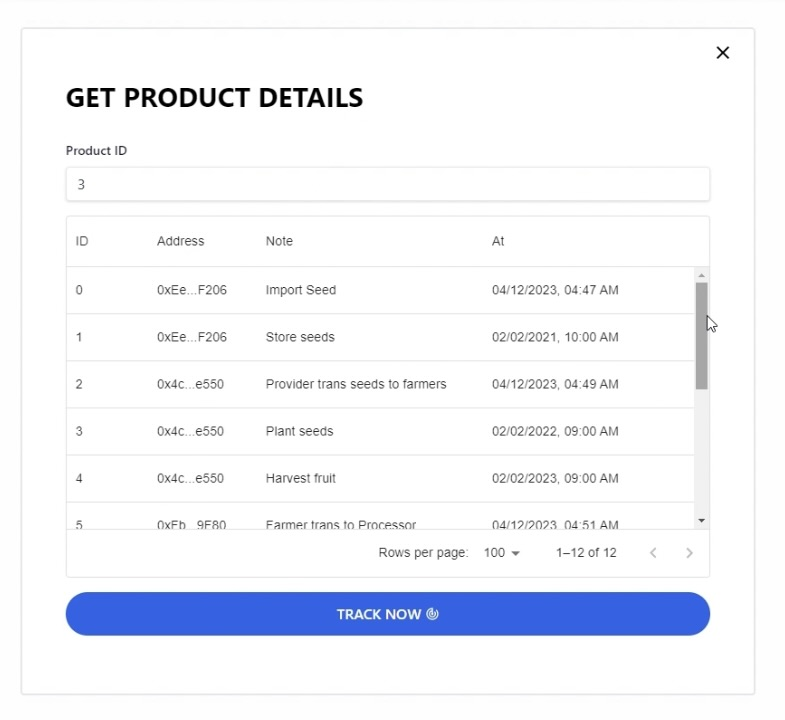 GET PRODUCT DETAILS
Product ID
3
ID Address Note At
0 0xEe...F206 Import Seed 04/12/2023, 04:47 AM
1 0xEe...F206 Store seeds 02/02/2021, 10:00 AM
2 0x4c...e550 Provider trans seeds to farmers 04/12/2023, 04:49 AM
3 0x4c...e550 Plant seeds 02/02/2022, 09:00 AM
4 0x4c...e550 Harvest fruit 02/02/2023, 09:00 AM
5 0xFb...9F80 Farmer trans to Processor 04/12/2023, 04:51 AM
Rows per page: 100 1–12 of 12
TRACK NOW